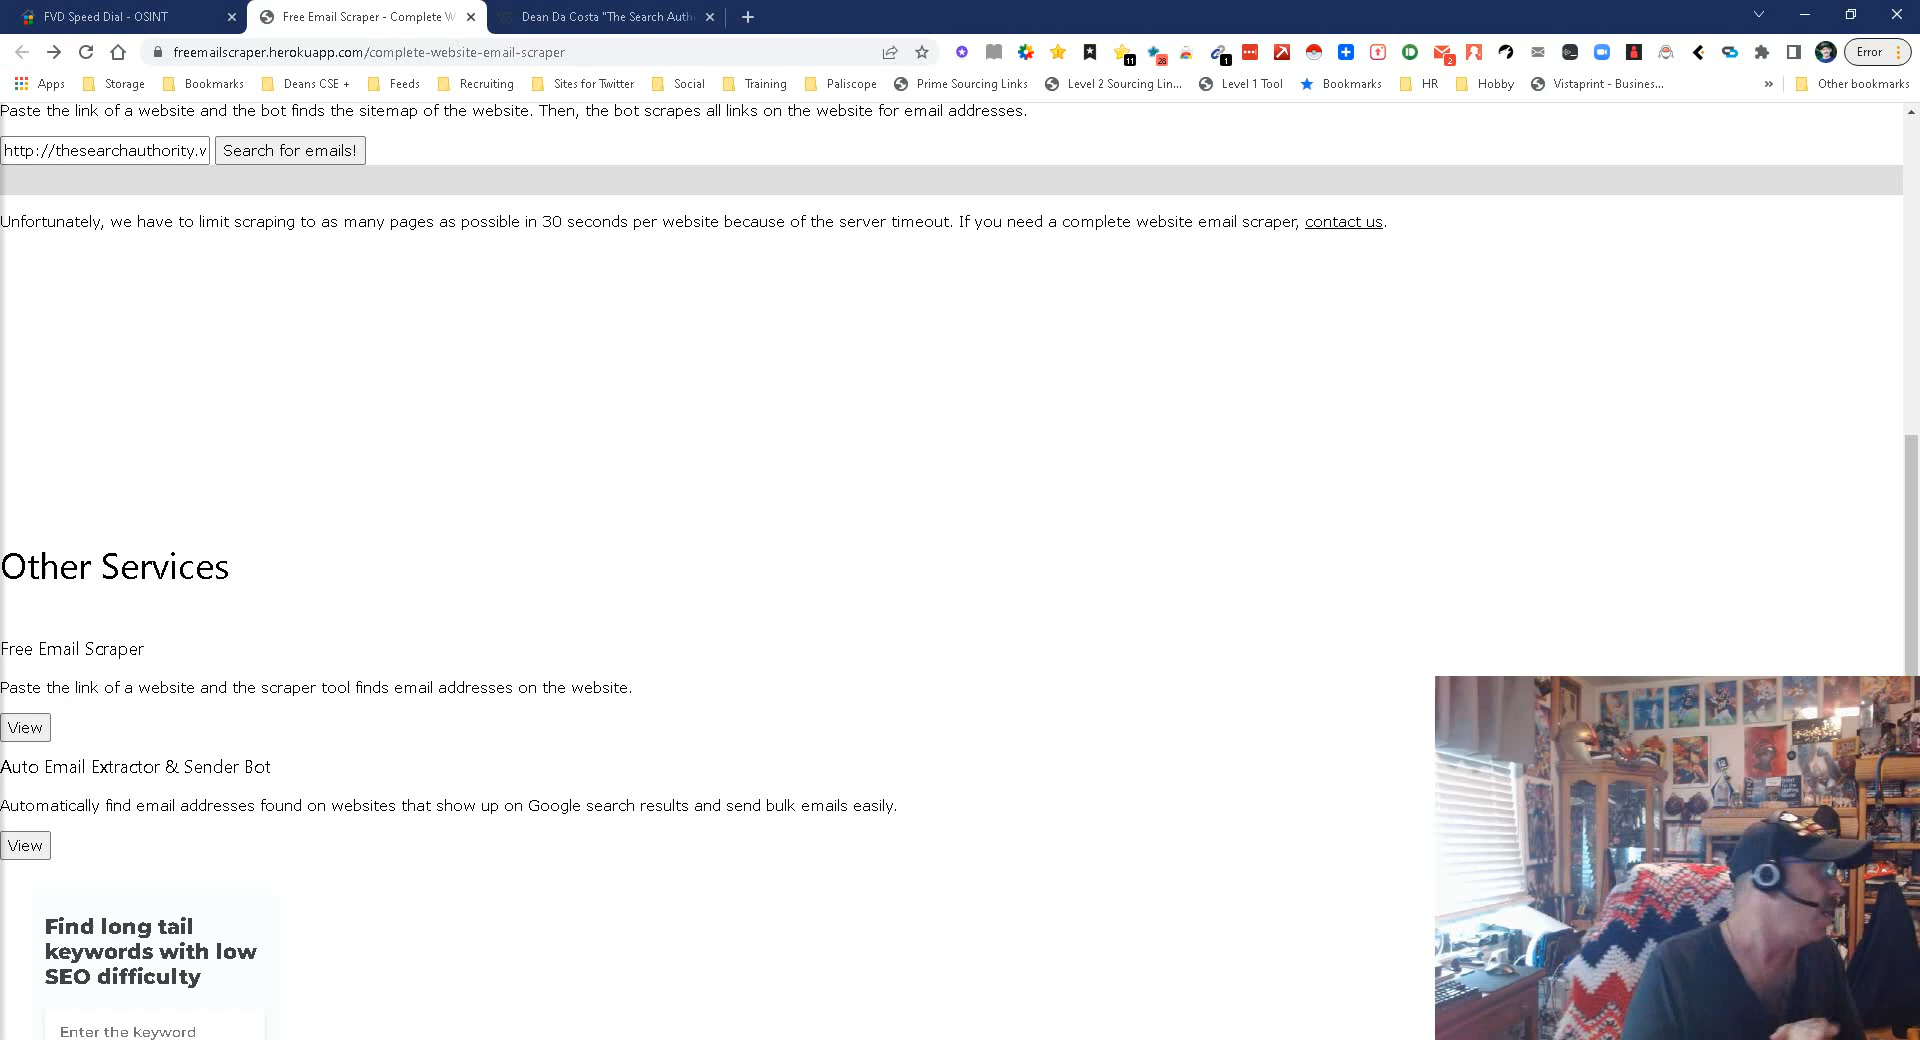 FVD Speed Dial - OSINT
Free Email Scraper - Complete W
Dean Da Costa "The Search Auth
freemailscraper.herokuapp.com/complete-website-email-scraper
11
28
1
2
Error
Apps
Storage
Bookmarks
Deans CSE +
Feeds
Recruiting
Sites for Twitter
Social
Training
Paliscope
Prime Sourcing Links
Level 2 Sourcing Lin...
Level 1 Tool
Bookmarks
HR
Hobby
Vistaprint - Busines...
»
Other bookmarks
Paste the link of a website and the bot finds the sitemap of the website. Then, the bot scrapes all links on the website for email addresses.
http://thesearchauthority.v
Search for emails!
Unfortunately, we have to limit scraping to as many pages as possible in 30 seconds per website because of the server timeout. If you need a complete website email scraper, contact us.
Other Services
Free Email Scraper
Paste the link of a website and the scraper tool finds email addresses on the website.
View
Auto Email Extractor & Sender Bot
Automatically find email addresses found on websites that show up on Google search results and send bulk emails easily.
View
Find long tail
keywords with low
SEO difficulty
Enter the keyword